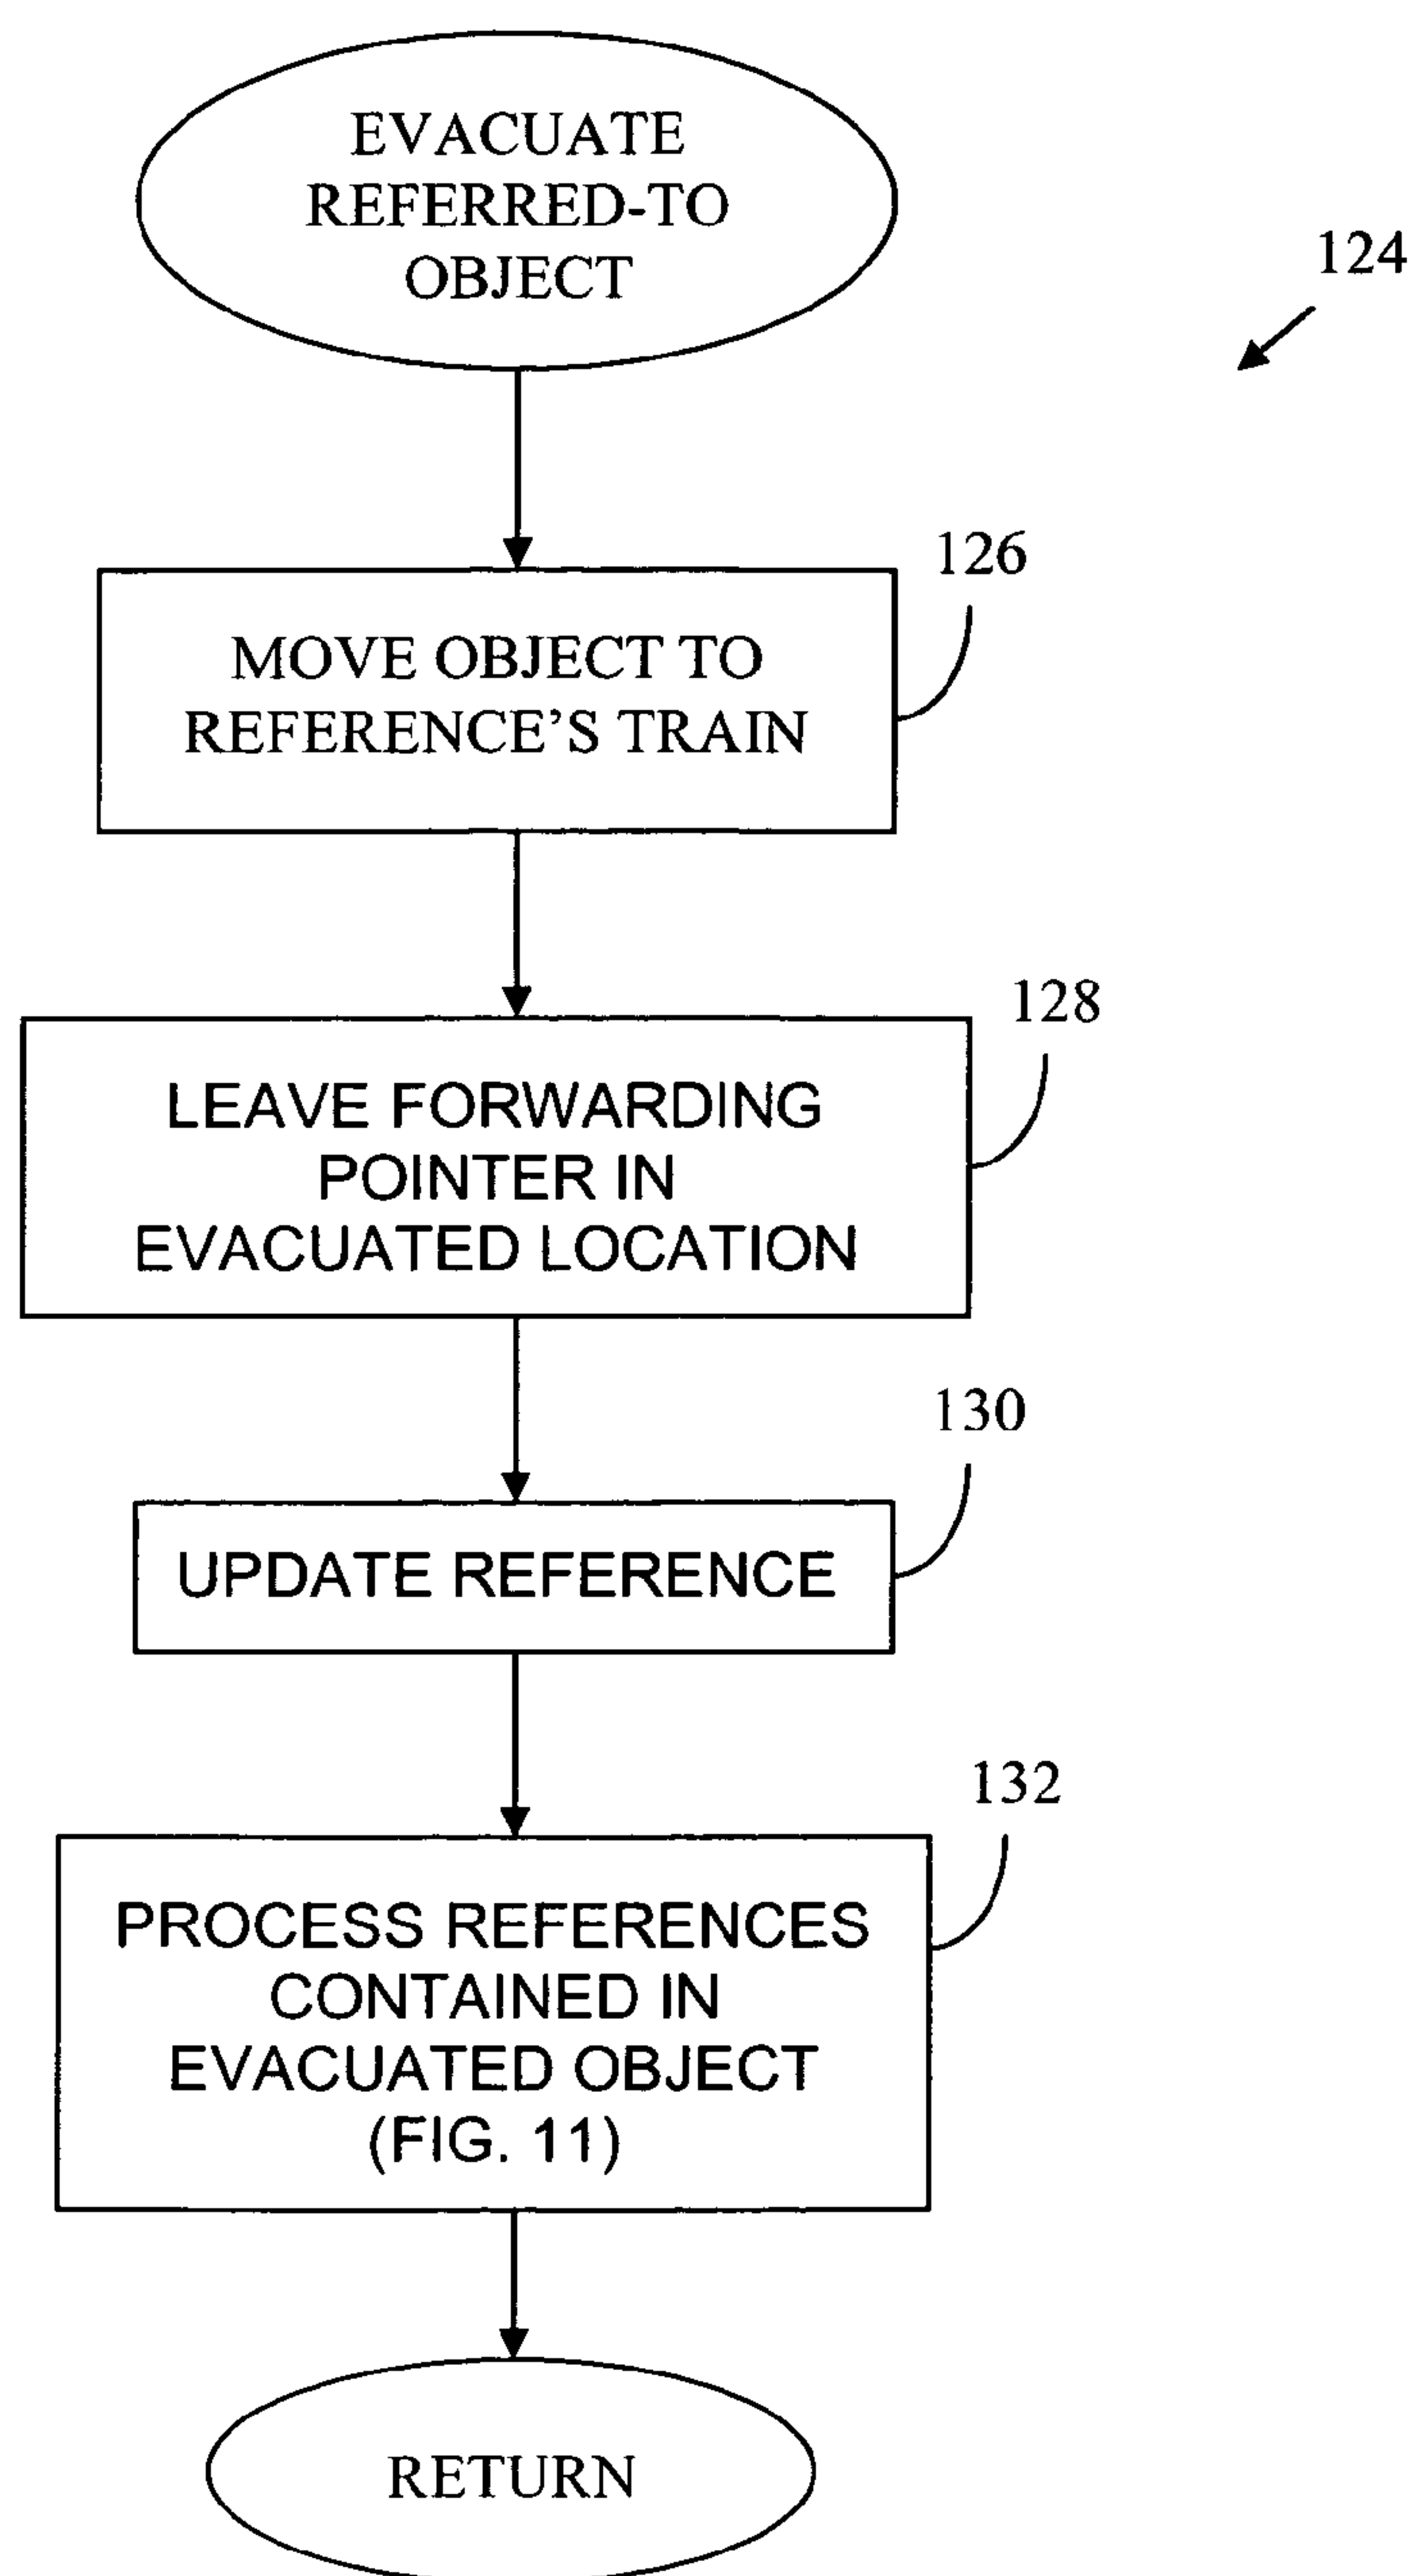 EVACUATE
REFERRED-TO
OBJECT
124
126
MOVE OBJECT TO
REFERENCE’S TRAIN
128
LEAVE FORWARDING
POINTER IN
EVACUATED LOCATION
130
UPDATE REFERENCE
132
PROCESS REFERENCES
CONTAINED IN
EVACUATED OBJECT
(FIG. 11)
RETURN